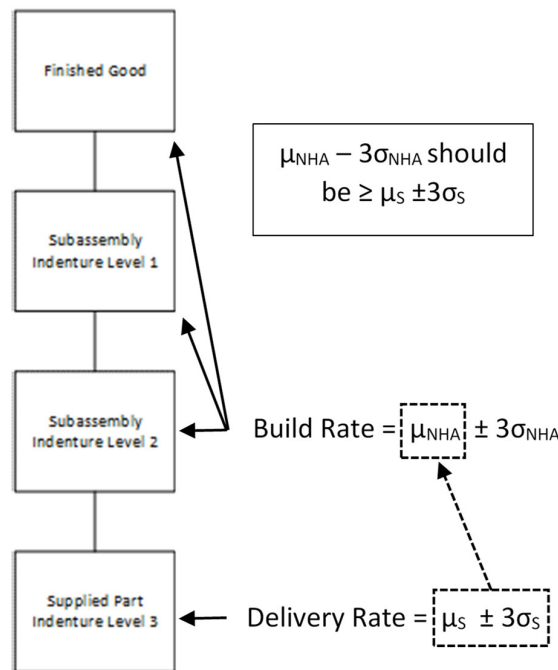 Finished Good
μNHA – 3σNHA should
be ≥ μS ±3σS
Subassembly
Indenture Level 1
Subassembly
Indenture Level 2
Build Rate = μNHA ± 3σNHA
Supplied Part
Indenture Level 3
Delivery Rate = μS ± 3σS